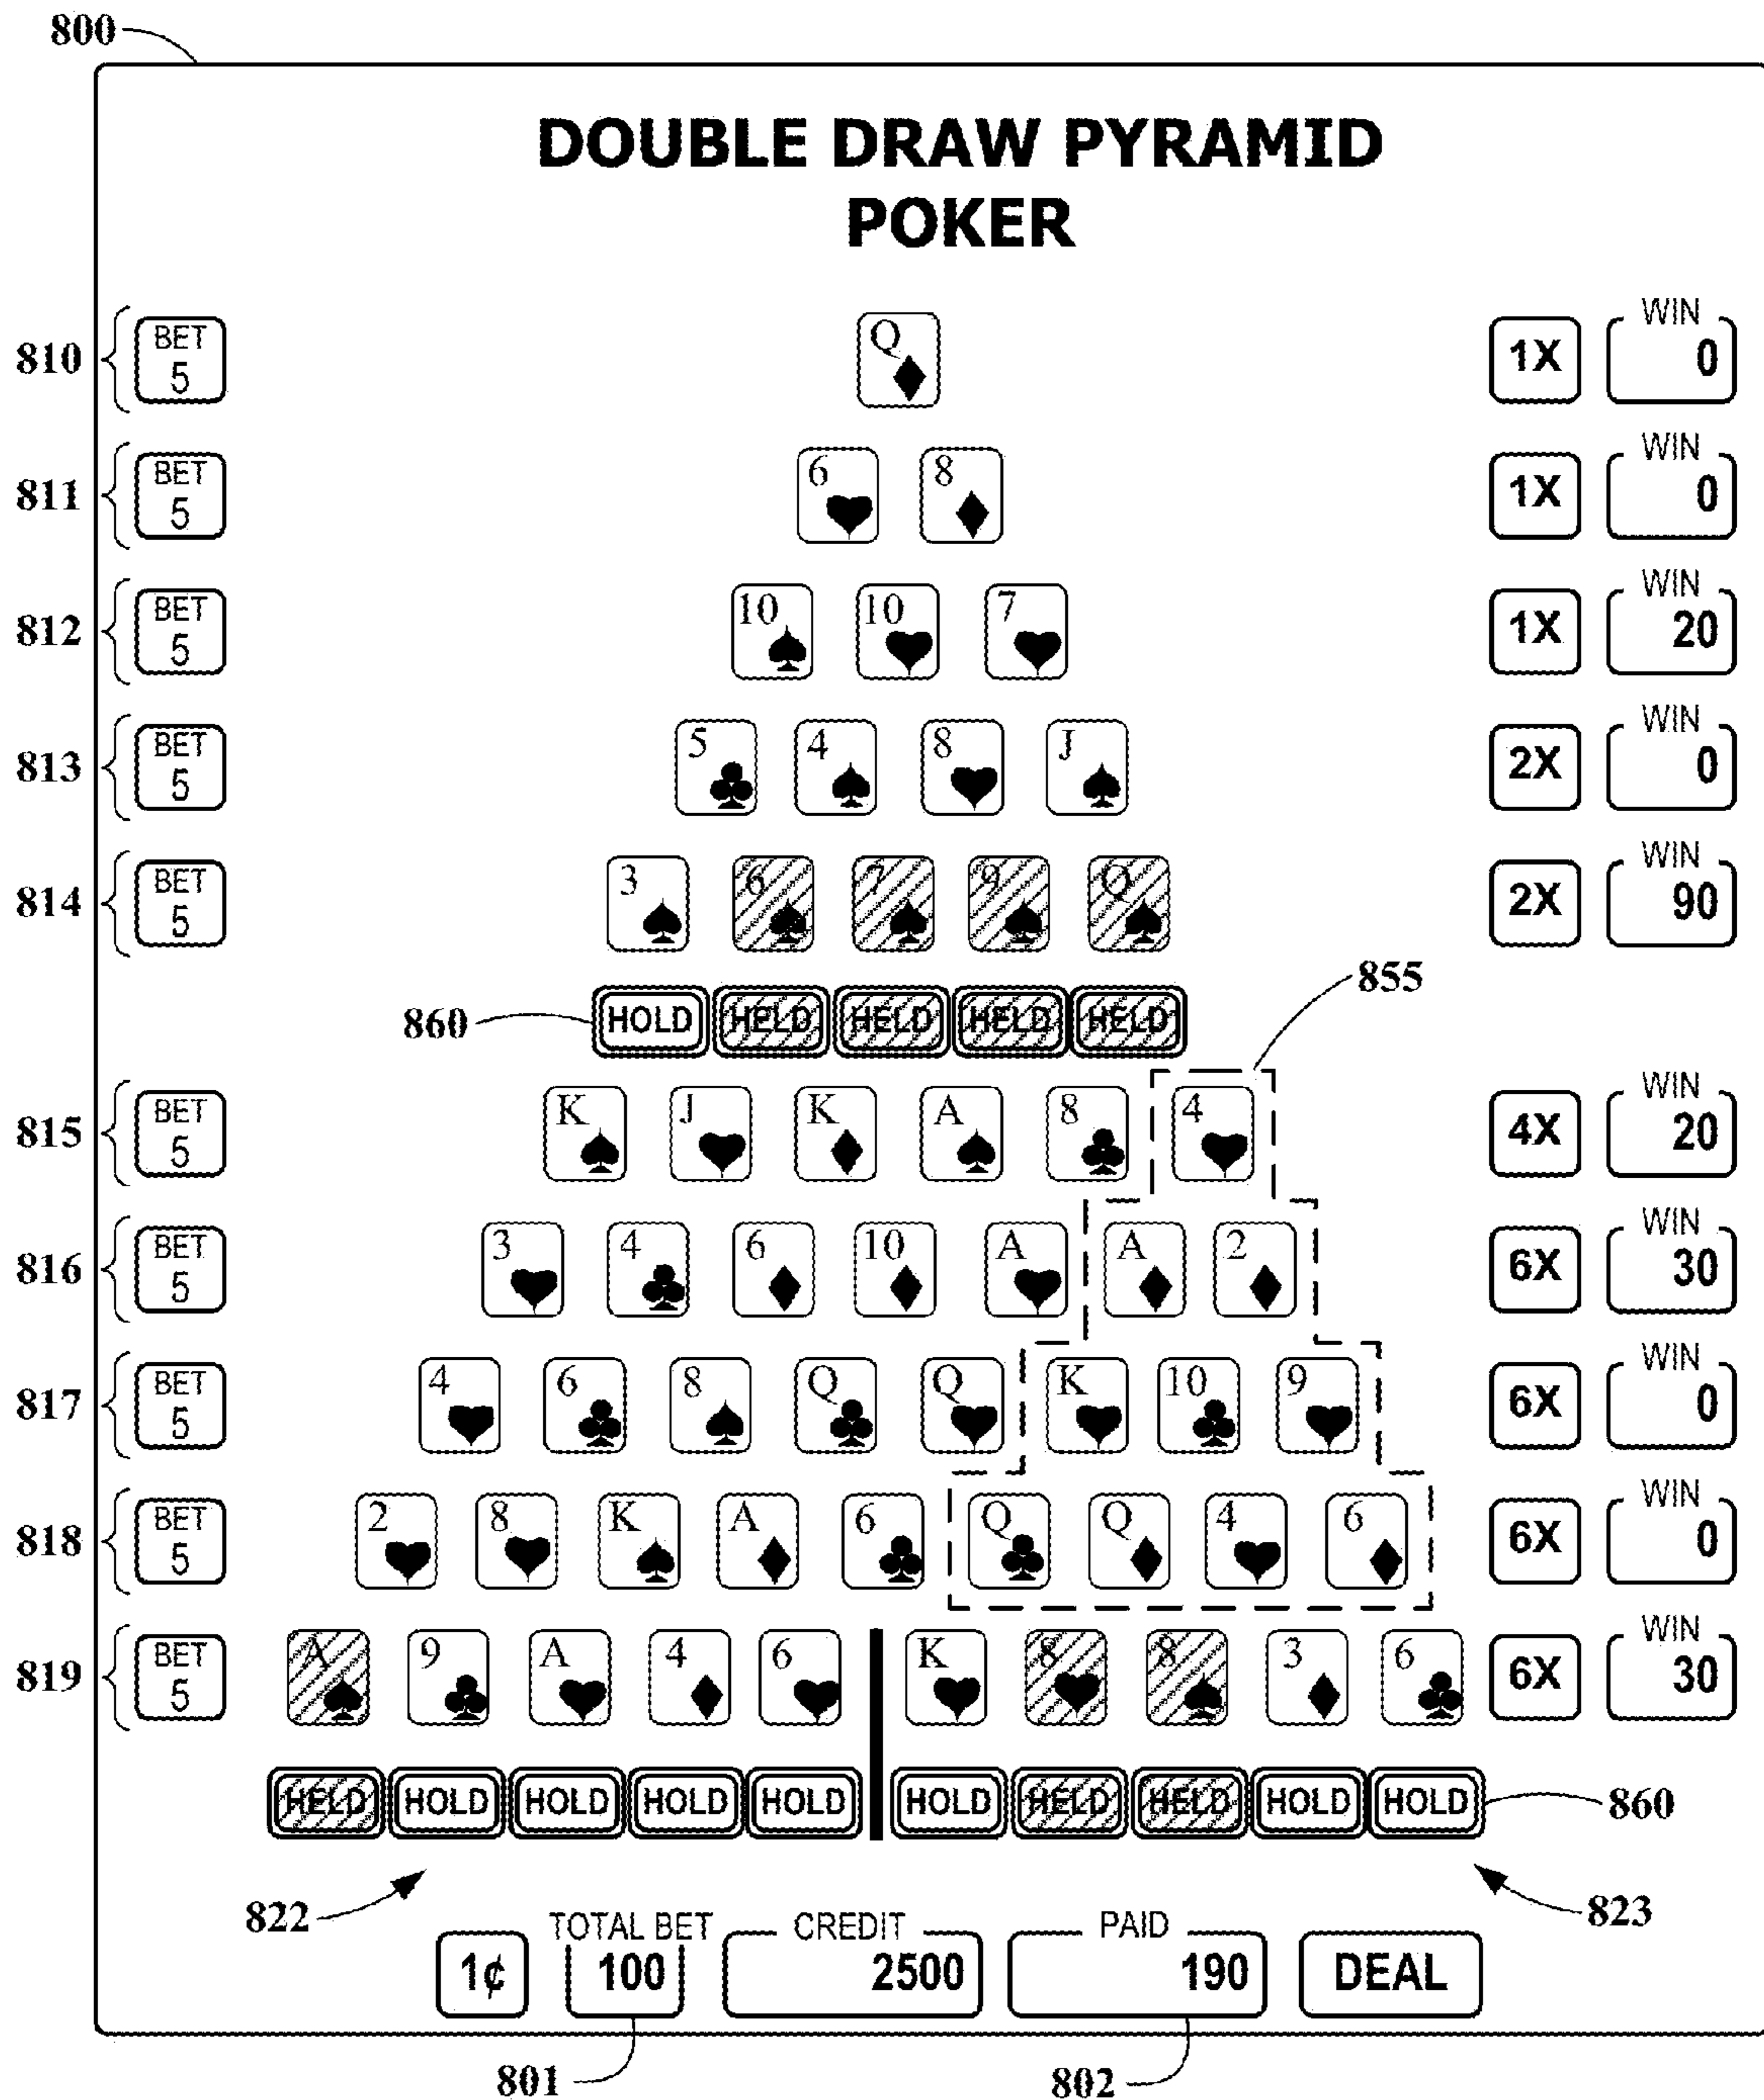 800
DOUBLE DRAW PYRAMID
POKER
810 BET 5 Q 1X WIN 0
811 BET 5 6 8 1X WIN 0
812 BET 5 10 10 7 1X WIN 20
813 BET 5 5 4 8 J 2X WIN 0
814 BET 5 3 6 7 9 Q 2X WIN 90
855
860 HOLD HELD HELD HELD HELD
815 BET 5 K J K A 8 4 4X WIN 20
816 BET 5 3 4 6 10 A A 2 6X WIN 30
817 BET 5 4 6 8 Q Q K 10 9 6X WIN 0
818 BET 5 2 8 K A 6 Q Q 4 6 6X WIN 0
819 BET 5 A 9 A 4 6 K 8 8 3 6 6X WIN 30
HELD HOLD HOLD HOLD HOLD HOLD HELD HELD HOLD HOLD 860
822 823
TOTAL BET CREDIT PAID
1¢ 100 2500 190 DEAL
801 802